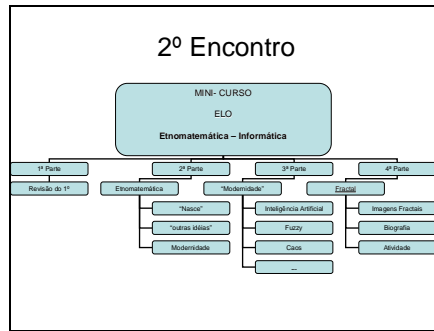 2º Encontro
MINI- CURSO
ELO
Etnomatemática – Informática
1ª Parte
2ª Parte
3ª Parte
4ª Parte
Revisão do 1º
Etnomatemática
"Modernidade"
Fractal
"Nasce"
"outras idéias"
Modernidade
Inteligência Artificial
Fuzzy
Caos
...
Imagens Fractais
Biografia
Atividade